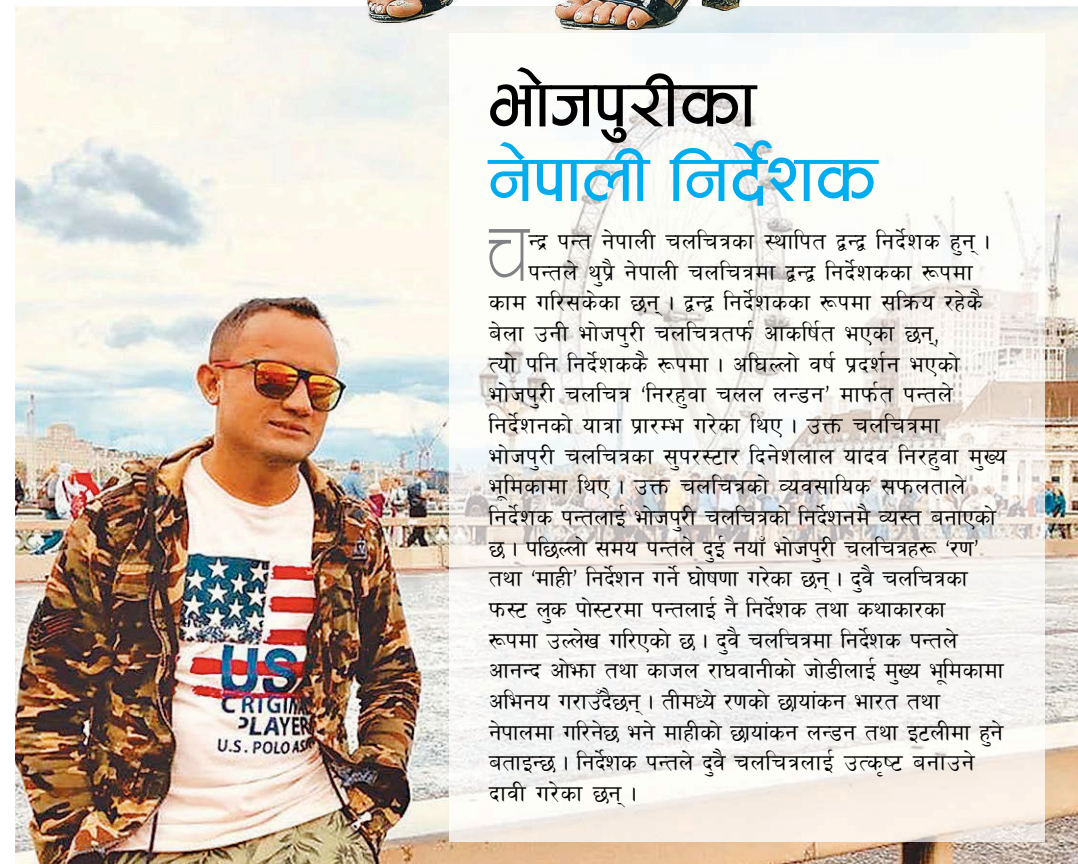 भोजपुरीका
नेपाली निर्देशक
चन्द्र पन्त नेपाली चलचित्रका स्थापित द्वन्द्व निर्देशक हुन् ।
पन्तले थुप्रै नेपाली चलचित्रमा द्वन्द्व निर्देशकका रूपमा
काम गरिसकेका छन् । द्वन्द्व निर्देशकका रूपमा सक्रिय रहेकै
बेला उनी भोजपुरी चलचित्रतर्फ आकर्षित भएका छन्,
त्यो पनि निर्देशककै रूपमा । अघिल्लो वर्ष प्रदर्शन भएको
भोजपुरी चलचित्र ‘निरहुवा चलल लन्डन’ मार्फत पन्तले
निर्देशनको यात्रा प्रारम्भ गरेका थिए । उक्त चलचित्रमा
भोजपुरी चलचित्रका सुपरस्टार दिनेशलाल यादव निरहुवा मुख्य
भूमिकामा थिए । उक्त चलचित्रको व्यवसायिक सफलताले
निर्देशक पन्तलाई भोजपुरी चलचित्रको निर्देशनमै व्यस्त बनाएको
छ । पछिल्लो समय पन्तले दुई नयाँ भोजपुरी चलचित्रहरू ‘रण’
तथा ‘माही’ निर्देशन गर्ने घोषणा गरेका छन् । दुवै चलचित्रका
फस्ट लुक पोस्टरमा पन्तलाई नै निर्देशक तथा कथाकारका
रूपमा उल्लेख गरिएको छ । दुवै चलचित्रमा निर्देशक पन्तले
आनन्द ओझा तथा काजल राघवानीको जोडीलाई मुख्य भूमिकामा
अभिनय गराउँदैछन् । तीमध्ये रणको छायांकन भारत तथा
नेपालमा गरिनेछ भने माहीको छायांकन लन्डन तथा इटलीमा हुने
बताइन्छ । निर्देशक पन्तले दुवै चलचित्रलाई उत्कृष्ट बनाउने
दावी गरेका छन् ।
US
PLAYER
U.S. POLO